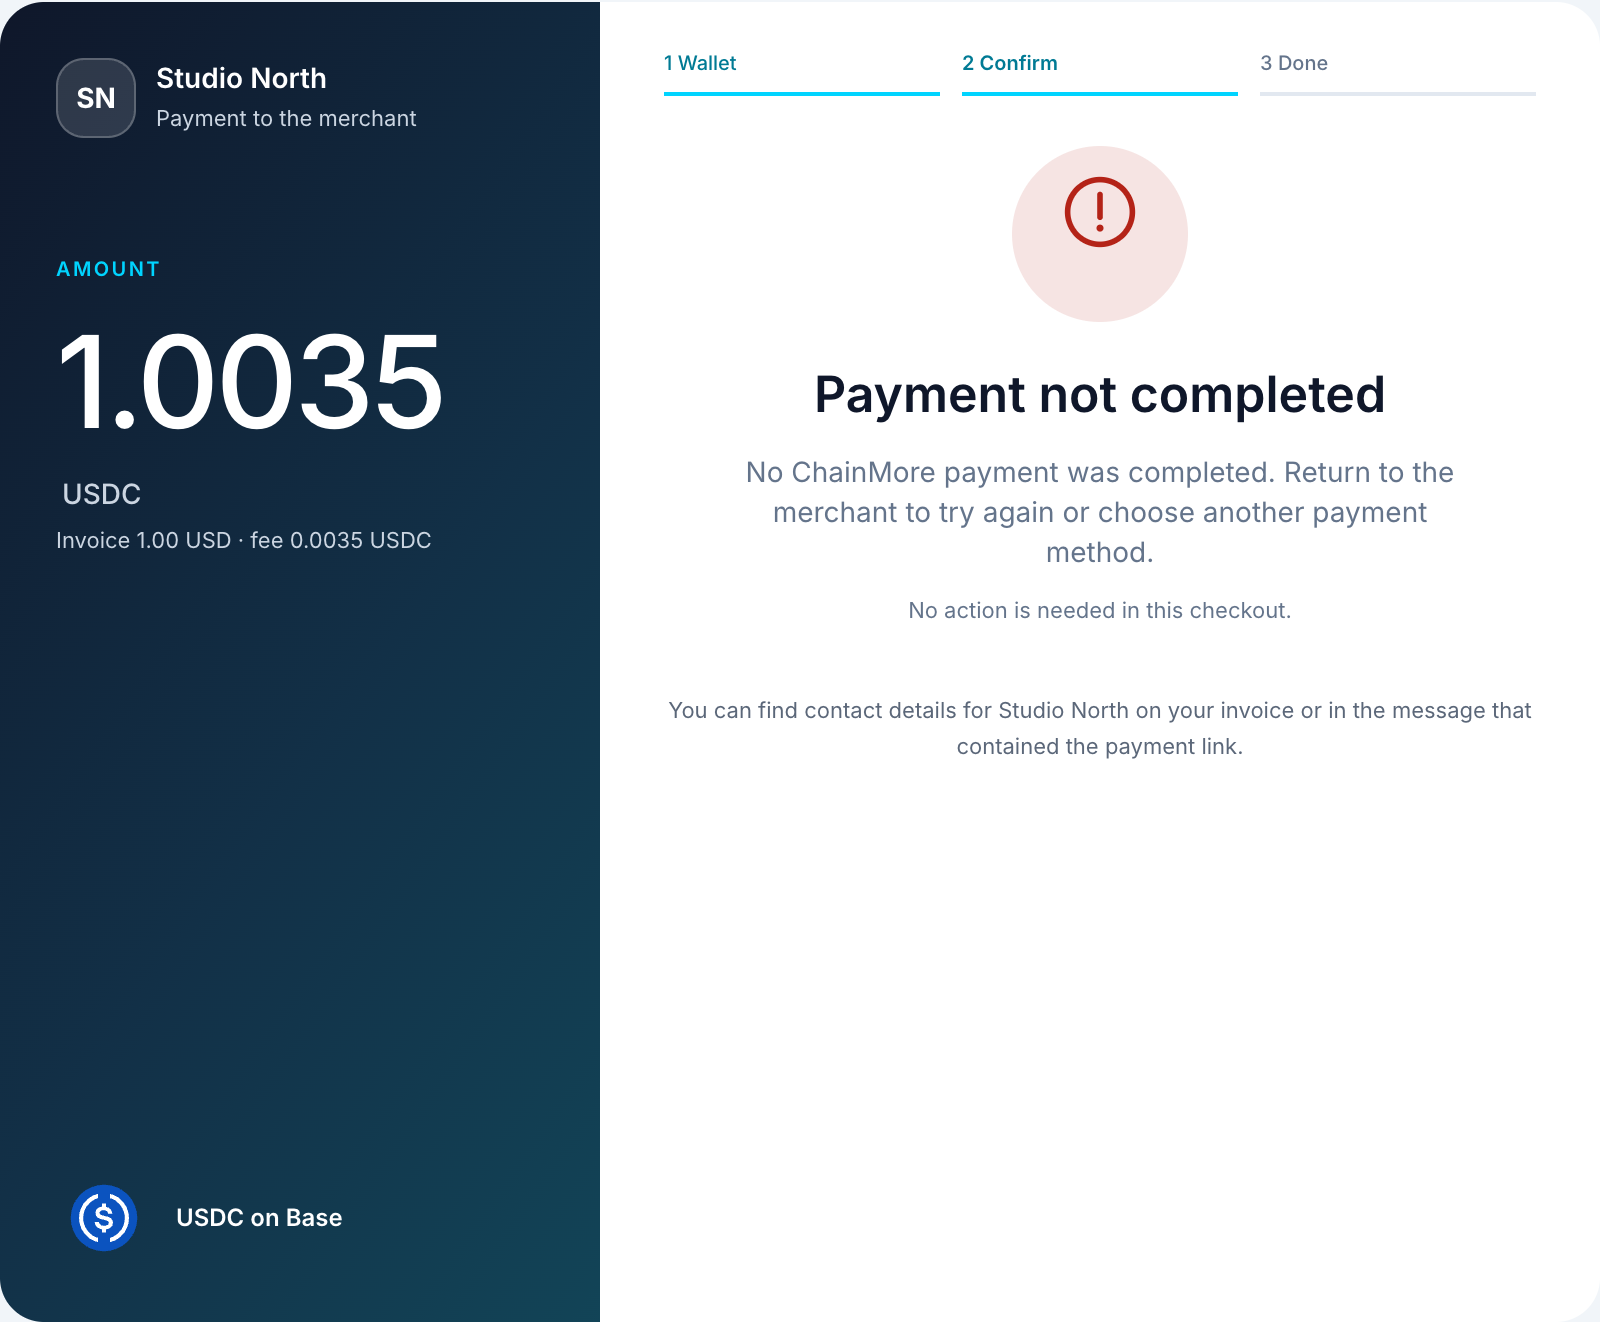 SN
Studio North
Payment to the merchant
AMOUNT
1.0035
USDC
Invoice 1.00 USD · fee 0.0035 USDC
USDC on Base
1 Wallet
2 Confirm
3 Done
Payment not completed
No ChainMore payment was completed. Return to the
merchant to try again or choose another payment
method.
No action is needed in this checkout.
You can find contact details for Studio North on your invoice or in the message that
contained the payment link.